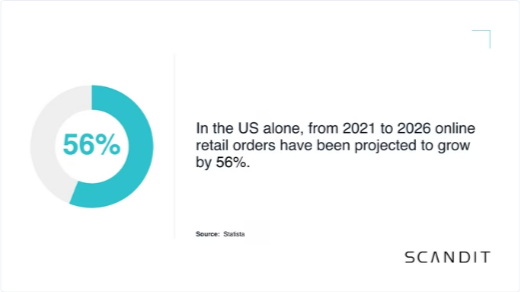 56%
In the US alone, from 2021 to 2026 online
retail orders have been projected to grow
by 56%.
Source: Statista
SCANDIT